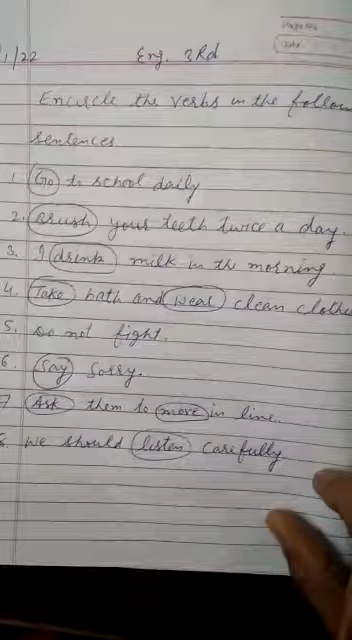 Page No.
Date
1/22 Eng. 3Rd
Encircle the verbs in the follow
sentences
1. Go to school daily
2. Brush your teeth twice a day.
3. I drink milk in the morning
4. Take bath and wear clean clothe
5. Do not fight.
6. Say sorry.
7 Ask them to move in line.
8. We should listen carefully